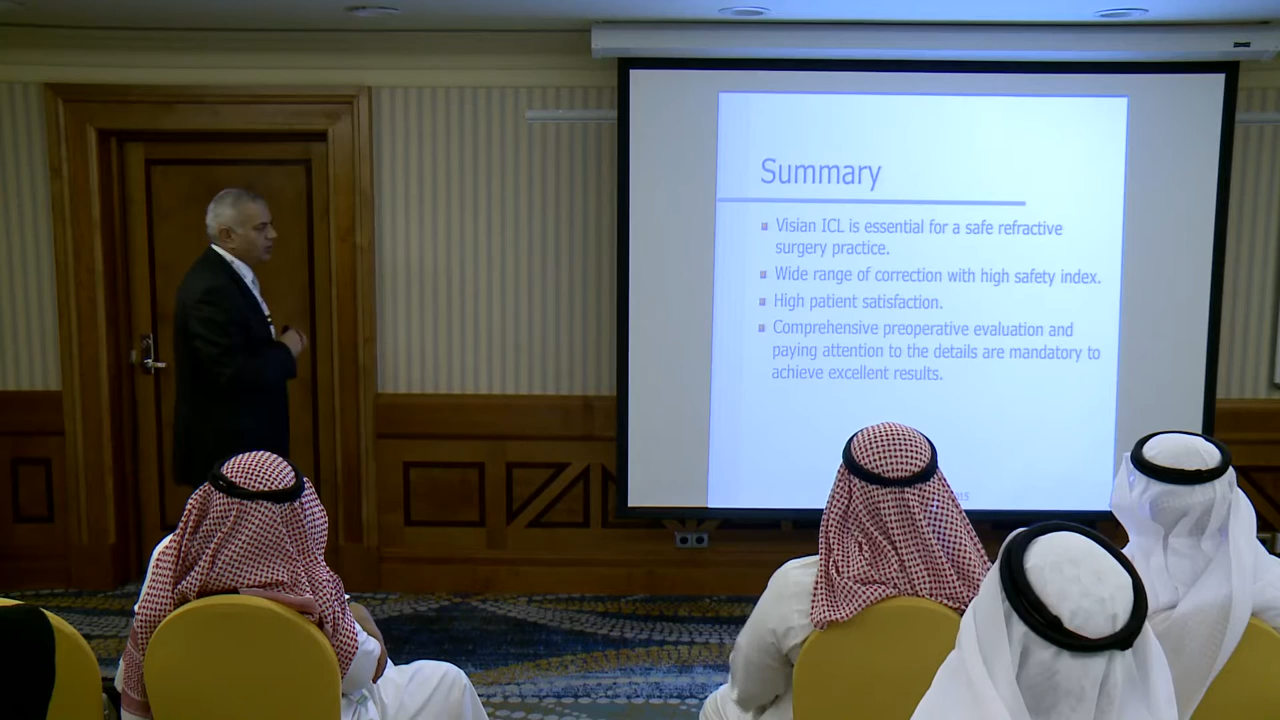 Summary
Visian ICL is essential for a safe refractive
surgery practice.
Wide range of correction with high safety index.
High patient satisfaction.
Comprehensive preoperative evaluation and
paying attention to the details are mandatory to
achieve excellent results.